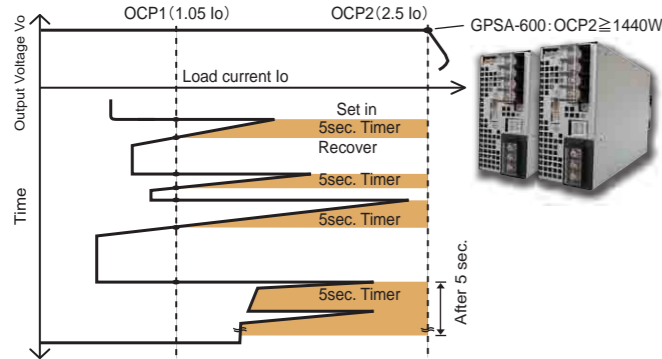 OCP1(1.05 Io)
OCP2(2.5 Io)
GPSA-600:OCP2≧1440W
Output Voltage Vo
Load current Io
Set in
5sec. Timer
Recover
5sec. Timer
5sec. Timer
5sec. Timer
Time
After 5 sec.